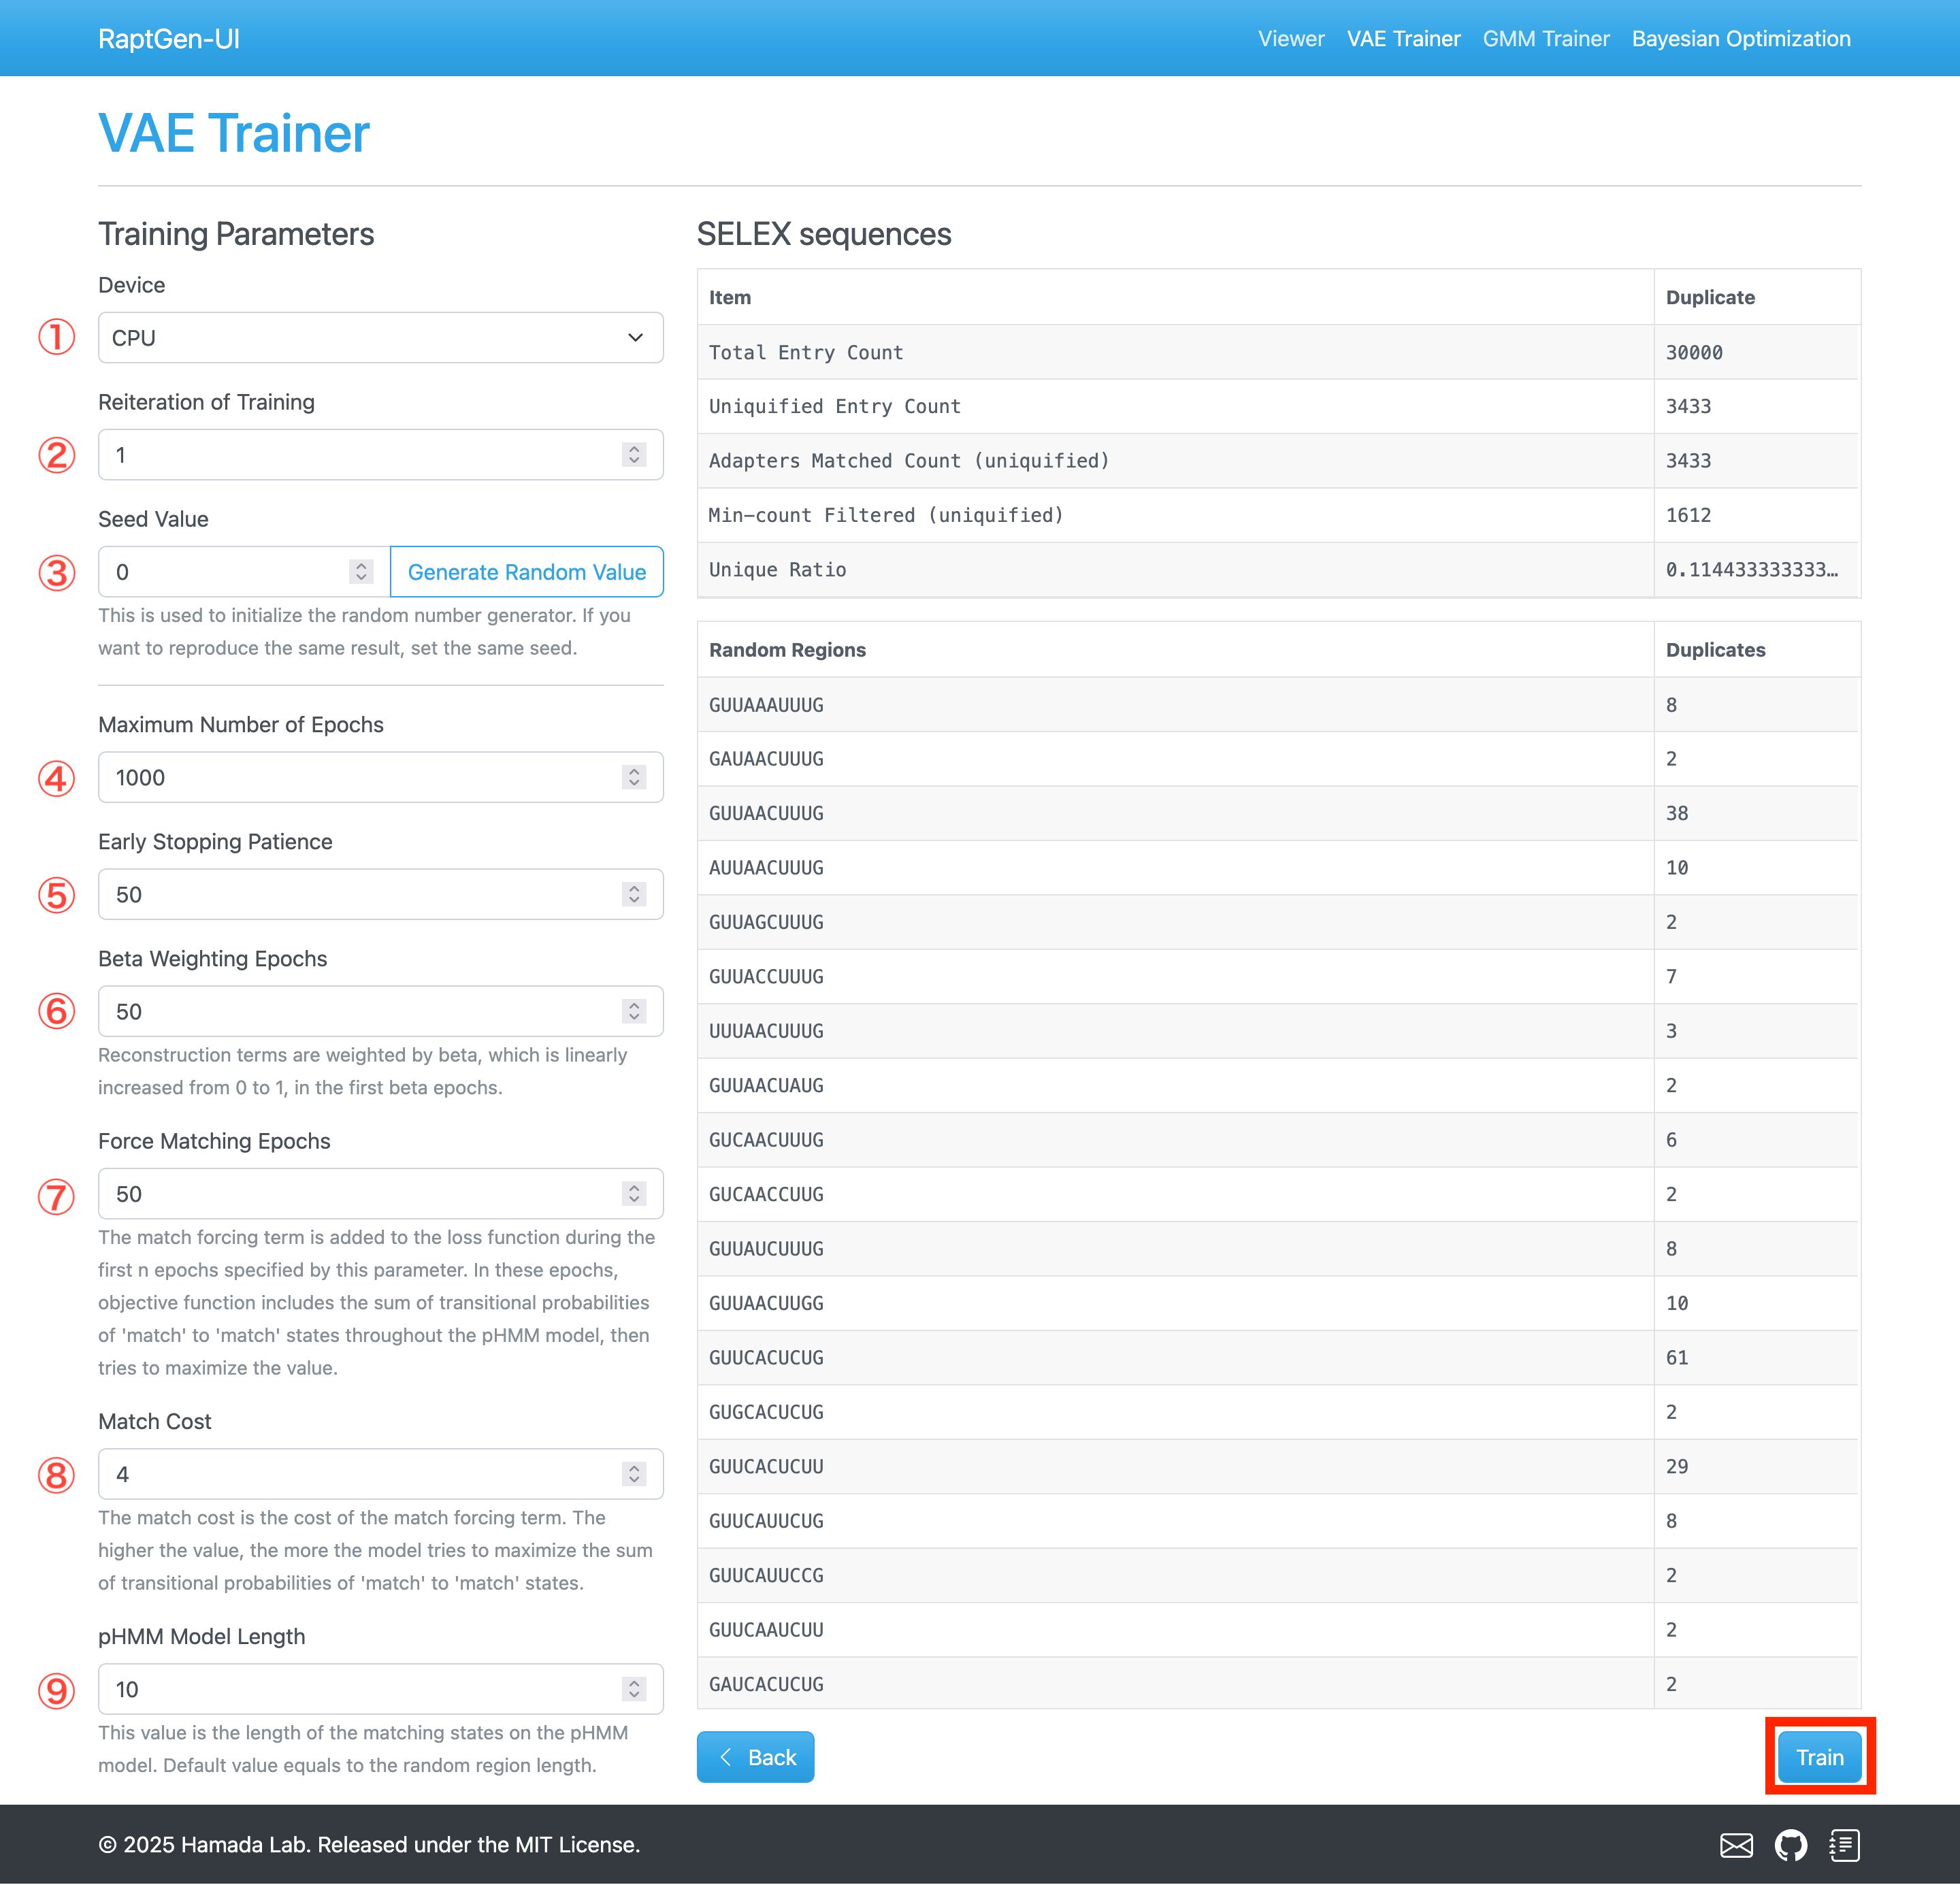 RaptGen-UI
Viewer VAE Trainer GMM Trainer Bayesian Optimization
VAE Trainer
Training Parameters
Device
① CPU
Reiteration of Training
② 1
Seed Value
③ 0 Generate Random Value
This is used to initialize the random number generator. If you
want to reproduce the same result, set the same seed.
Maximum Number of Epochs
④ 1000
Early Stopping Patience
⑤ 50
Beta Weighting Epochs
⑥ 50
Reconstruction terms are weighted by beta, which is linearly
increased from 0 to 1, in the first beta epochs.
Force Matching Epochs
⑦ 50
The match forcing term is added to the loss function during the
first n epochs specified by this parameter. In these epochs,
objective function includes the sum of transitional probabilities
of 'match' to 'match' states throughout the pHMM model, then
tries to maximize the value.
Match Cost
⑧ 4
The match cost is the cost of the match forcing term. The
higher the value, the more the model tries to maximize the sum
of transitional probabilities of 'match' to 'match' states.
pHMM Model Length
⑨ 10
This value is the length of the matching states on the pHMM
model. Default value equals to the random region length.
SELEX sequences
Item Duplicate
Total Entry Count 30000
Uniquified Entry Count 3433
Adapters Matched Count (uniquified) 3433
Min-count Filtered (uniquified) 1612
Unique Ratio 0.114433333333…
Random Regions Duplicates
GUUAAAUUUG 8
GAUAACUUUG 2
GUUAACUUUG 38
AUUAACUUUG 10
GUUAGCUUUG 2
GUUACCUUUG 7
UUUAACUUUG 3
GUUAACUAUG 2
GUCAACUUUG 6
GUCAACCUUG 2
GUUAUCUUUG 8
GUUAACUUGG 10
GUUCACUCUG 61
GUGCACUCUG 2
GUUCACUCUU 29
GUUCAUUCUG 8
GUUCAUUCCG 2
GUUCAAUCUU 2
GAUCACUCUG 2
Back Train
© 2025 Hamada Lab. Released under the MIT License.